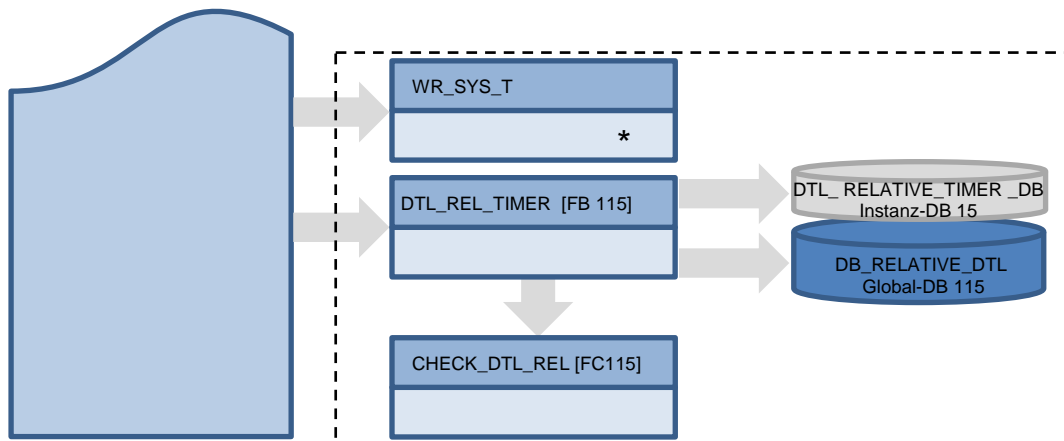 WR_SYS_T
*
DTL_REL_TIMER [FB 115]
DTL_ RELATIVE_TIMER _DB
Instanz-DB 15
DB_RELATIVE_DTL
Global-DB 115
CHECK_DTL_REL [FC115]